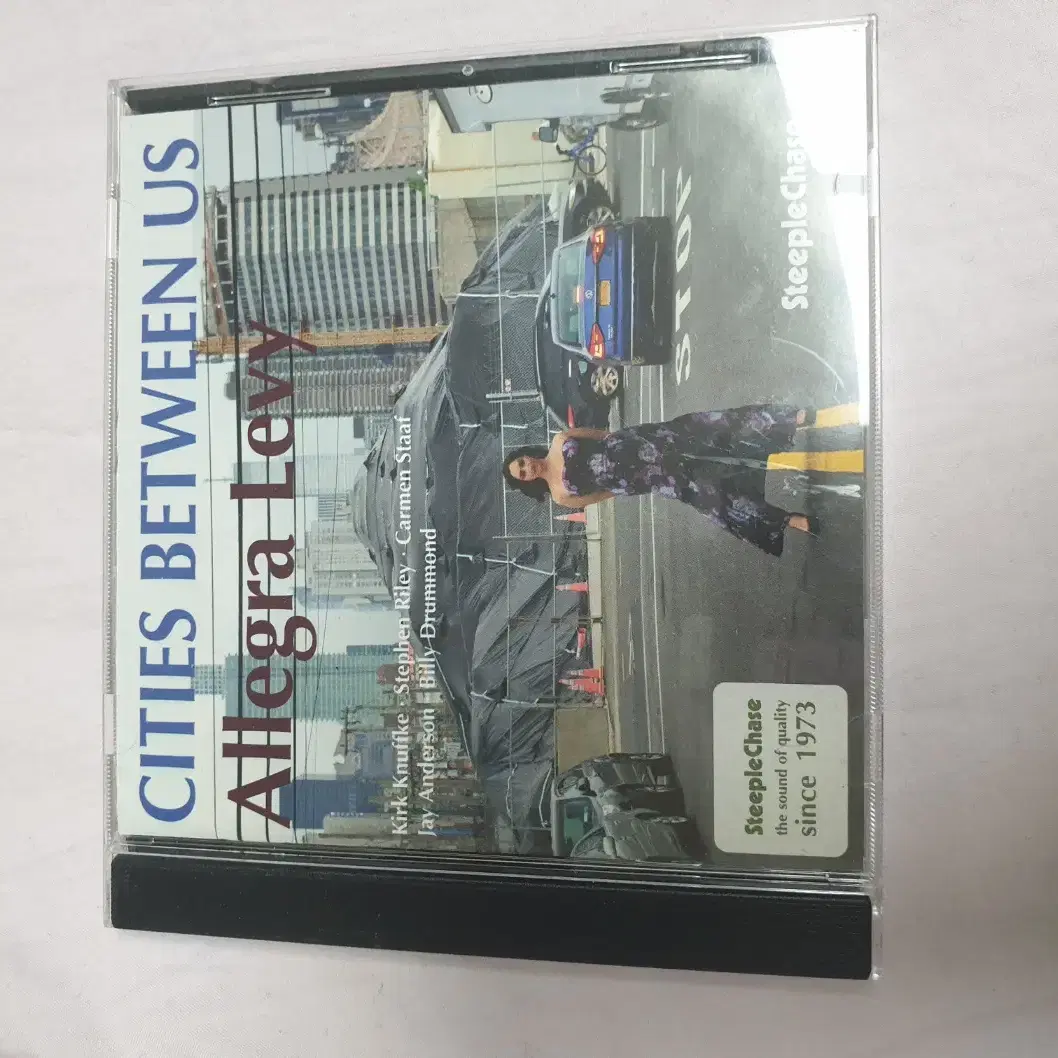 CITIES BETWEEN US
Allegra Levy
Kirk Knuffke · Stephen Riley · Carmen Staaf
Jay Anderson · Billy Drummond
STOP
SteepleChase
SteepleChase
the sound of quality
since 1973